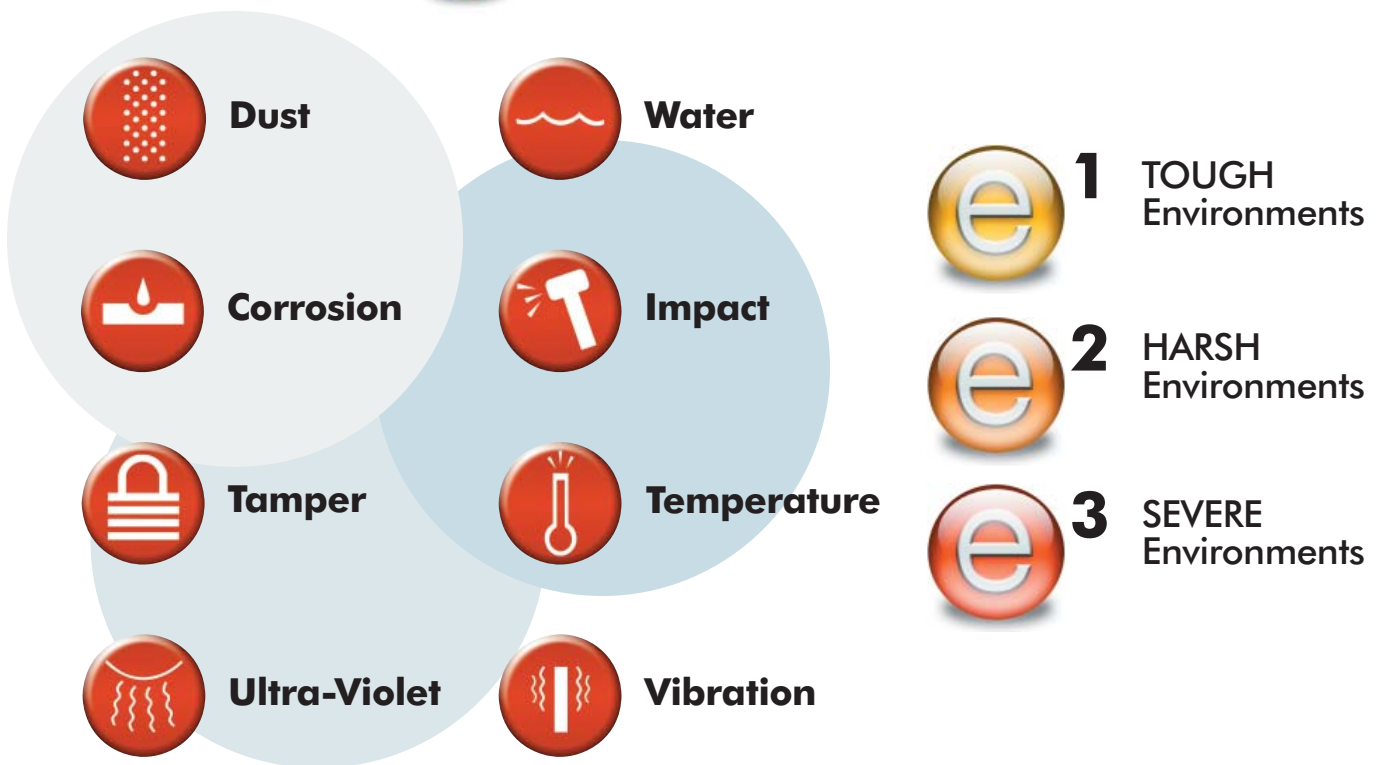 Dust
Water
Corrosion
Impact
Tamper
Temperature
Ultra-Violet
Vibration
e 1 TOUGH
Environments
e 2 HARSH
Environments
e 3 SEVERE
Environments